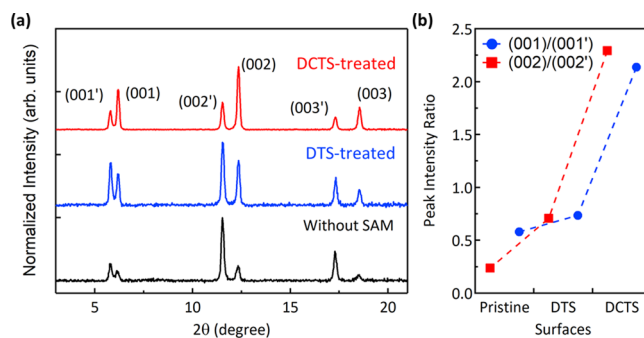 (a)
Normalized Intensity (arb. units)
DCTS-treated
(001')
(001)
(002')
(002)
(003')
(003)
DTS-treated
Without SAM
5
10
15
20
2θ (degree)
(b)
Peak Intensity Ratio
2.5
2.0
1.5
1.0
0.5
0.0
(001)/(001')
(002)/(002')
Pristine
DTS
DCTS
Surfaces